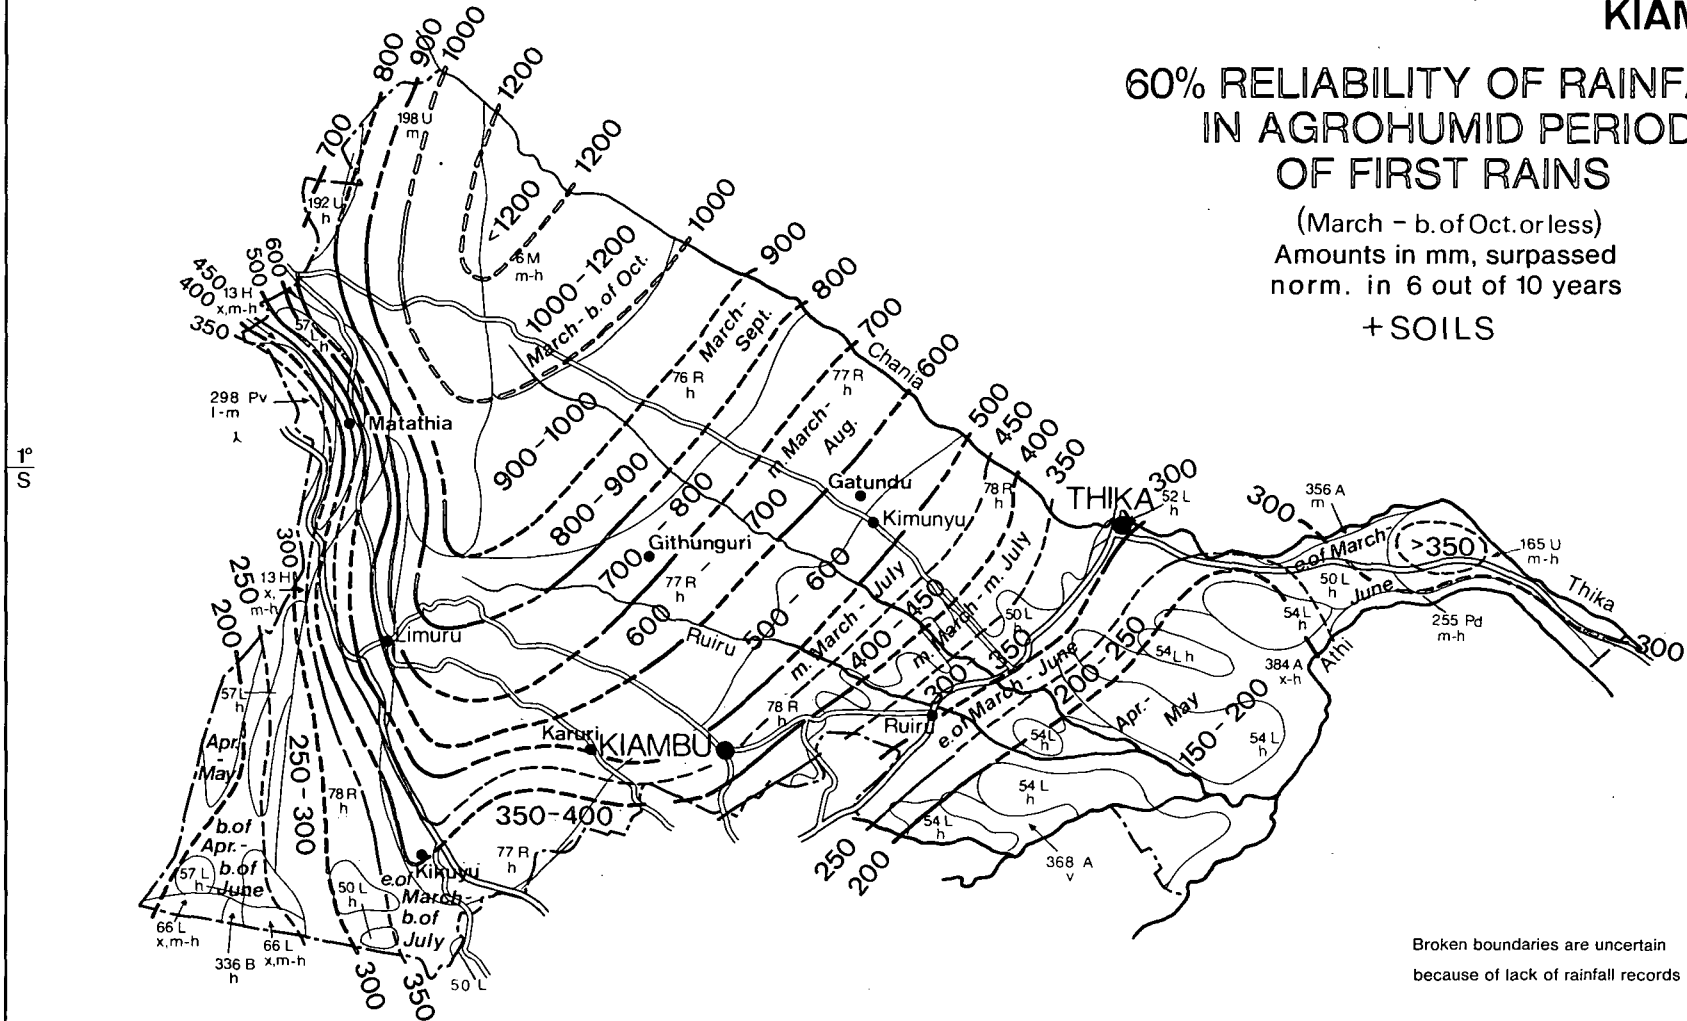 KIAM
60% RELIABILITY OF RAINFA
IN AGROHUMID PERIOD
OF FIRST RAINS
(March – b. of Oct. or less)
Amounts in mm, surpassed
norm. in 6 out of 10 years
+ SOILS
1°
S
800
900
1000
1200
1200
1000
900
800
700
600
500
450
400
350
300
300
300
700
198 U
m
192 U
h
<1200
6 M
m-h
1000-1200
March- b. of Oct.
600
500
450
400
350
13 H
x,m-h
57
L h
March-
Sept.
76 R
h
Chania
77 R
h
m. March-
Aug.
298 Pv
l-m
Matathia
900-1000
800-900
700 - 800
600 - 700
500 - 600
Gatundu
Kimunyu
78 R
h
THIKA
52 L
h
356 A
m
>350
e.of March-
June
165 U
m-h
50 L
h
255 Pd
m-h
Thika
Githunguri
77 R
h
Ruiru
m. March- July
400-450
m. March - m. July
50 L
h
300 - 350
e.of March - June
200-250
54 L
h
54 L h
384 A
x-h
Athi
300
250
200
13 H
x,
m-h
Limuru
57 L
h
Apr.
-
May
250-300
78 R
h
Karuri
KIAMBU
78 R
h
Ruiru
54 L
h
Apr.-
May
150-200
54 L
h
54 L
h
54 L
h
350-400
77 R
h
250
200
368 A
v
b.of
Apr.-
b.of
June
57 L
h
50 L
h
Kikuyu
e.of
March-
b.of
July
66 L
x,m-h
336 B
h
66 L
x,m-h
300
350
50 L
Broken boundaries are uncertain
because of lack of rainfall records